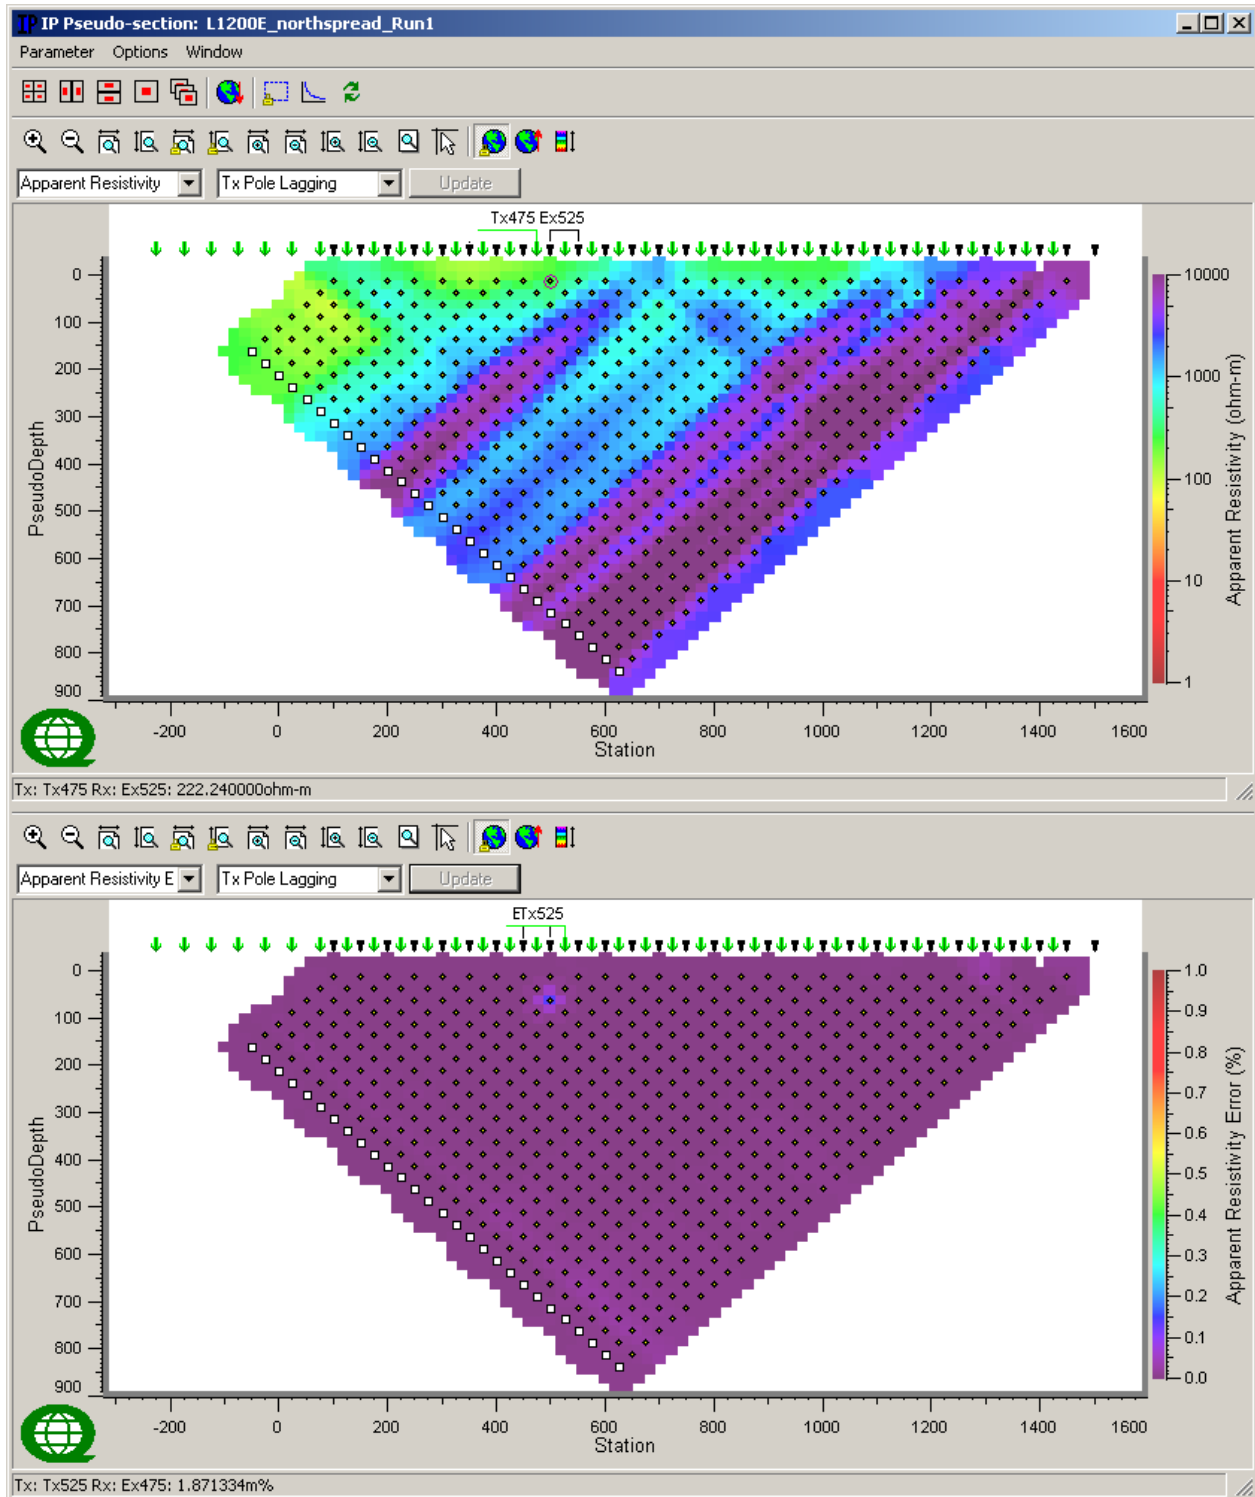 IP Pseudo-section: L1200E_northspread_Run1
Parameter Options Window
Apparent Resistivity Tx Pole Lagging Update
Tx475 Ex525
0
100
200
300
400
500
600
700
800
900
PseudoDepth
-200 0 200 400 600 800 1000 1200 1400 1600
Station
10000
1000
100
10
1
Apparent Resistivity (ohm-m)
Tx: Tx475 Rx: Ex525: 222.240000ohm-m
Apparent Resistivity E Tx Pole Lagging Update
ETx525
0
100
200
300
400
500
600
700
800
900
PseudoDepth
-200 0 200 400 600 800 1000 1200 1400 1600
Station
1.0
0.9
0.8
0.7
0.6
0.5
0.4
0.3
0.2
0.1
0.0
Apparent Resistivity Error (%)
Tx: Tx525 Rx: Ex475: 1.871334m%